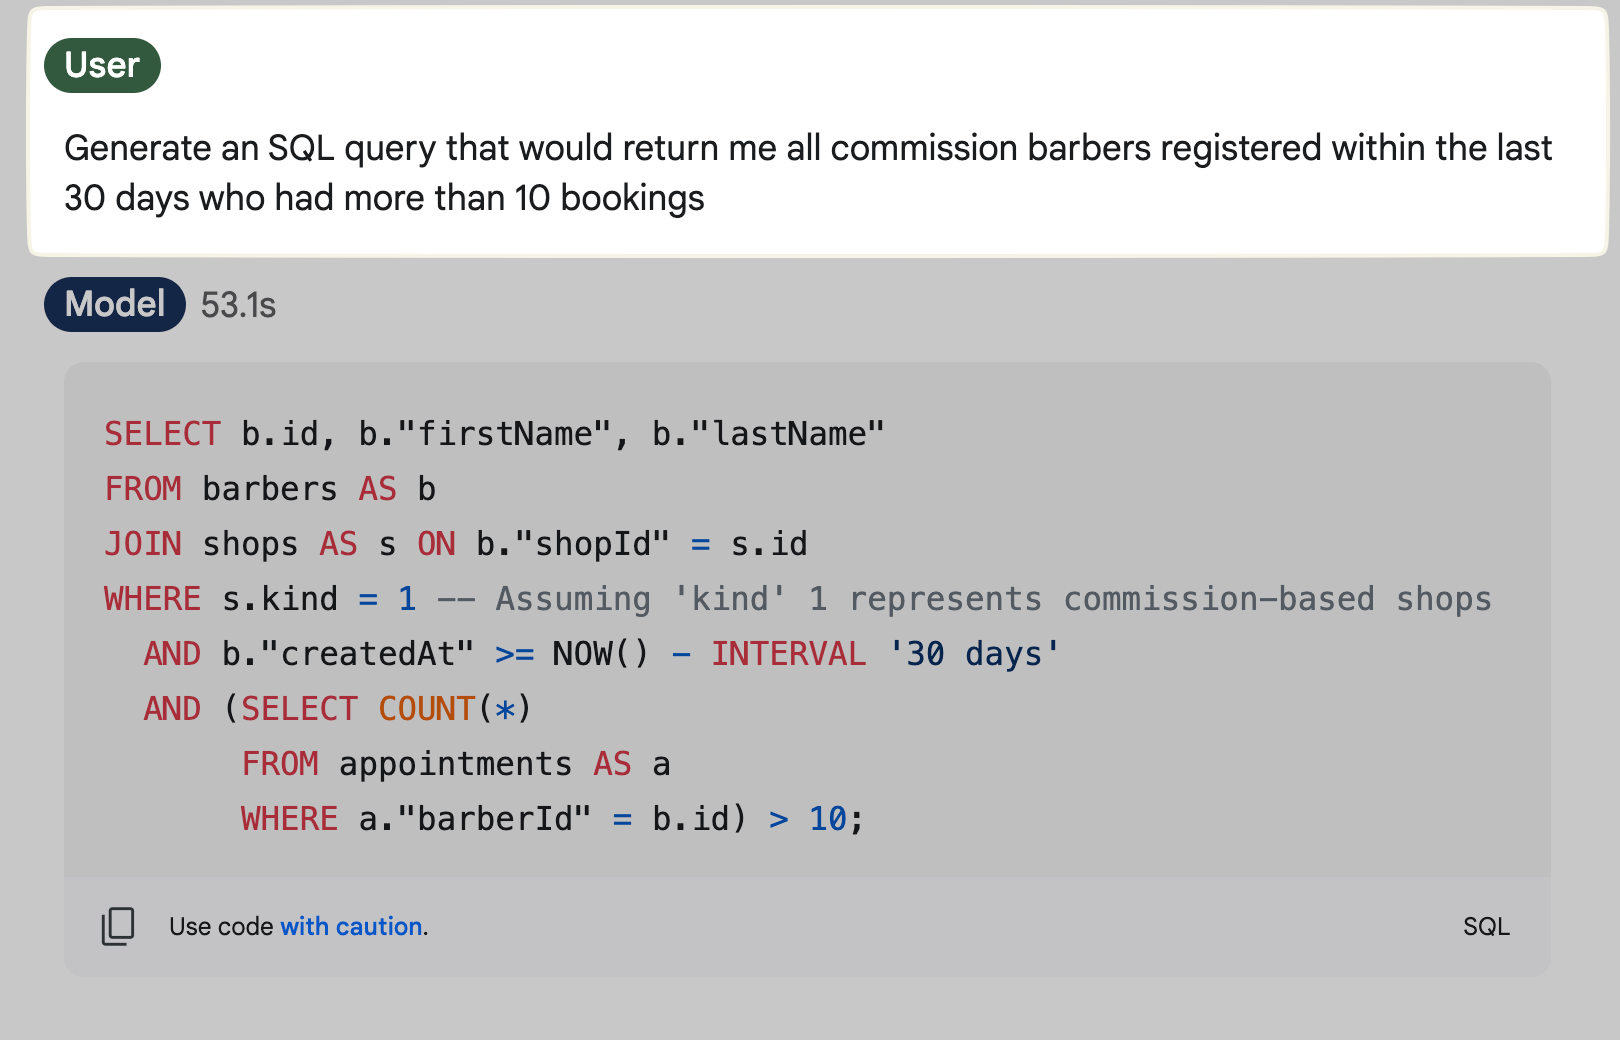 User
Generate an SQL query that would return me all commission barbers registered within the last
30 days who had more than 10 bookings
Model 53.1s
SELECT b.id, b."firstName", b."lastName"
FROM barbers AS b
JOIN shops AS s ON b."shopId" = s.id
WHERE s.kind = 1 -- Assuming 'kind' 1 represents commission-based shops
  AND b."createdAt" >= NOW() - INTERVAL '30 days'
  AND (SELECT COUNT(*)
       FROM appointments AS a
       WHERE a."barberId" = b.id) > 10;
Use code with caution. SQL